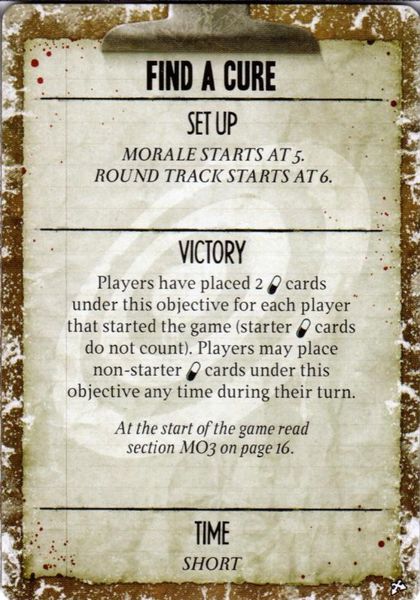 FIND A CURE
SET UP
MORALE STARTS AT 5.
ROUND TRACK STARTS AT 6.
VICTORY
Players have placed 2 cards
under this objective for each player
that started the game (starter cards
do not count). Players may place
non-starter cards under this
objective any time during their turn.
At the start of the game read
section MO3 on page 16.
TIME
SHORT